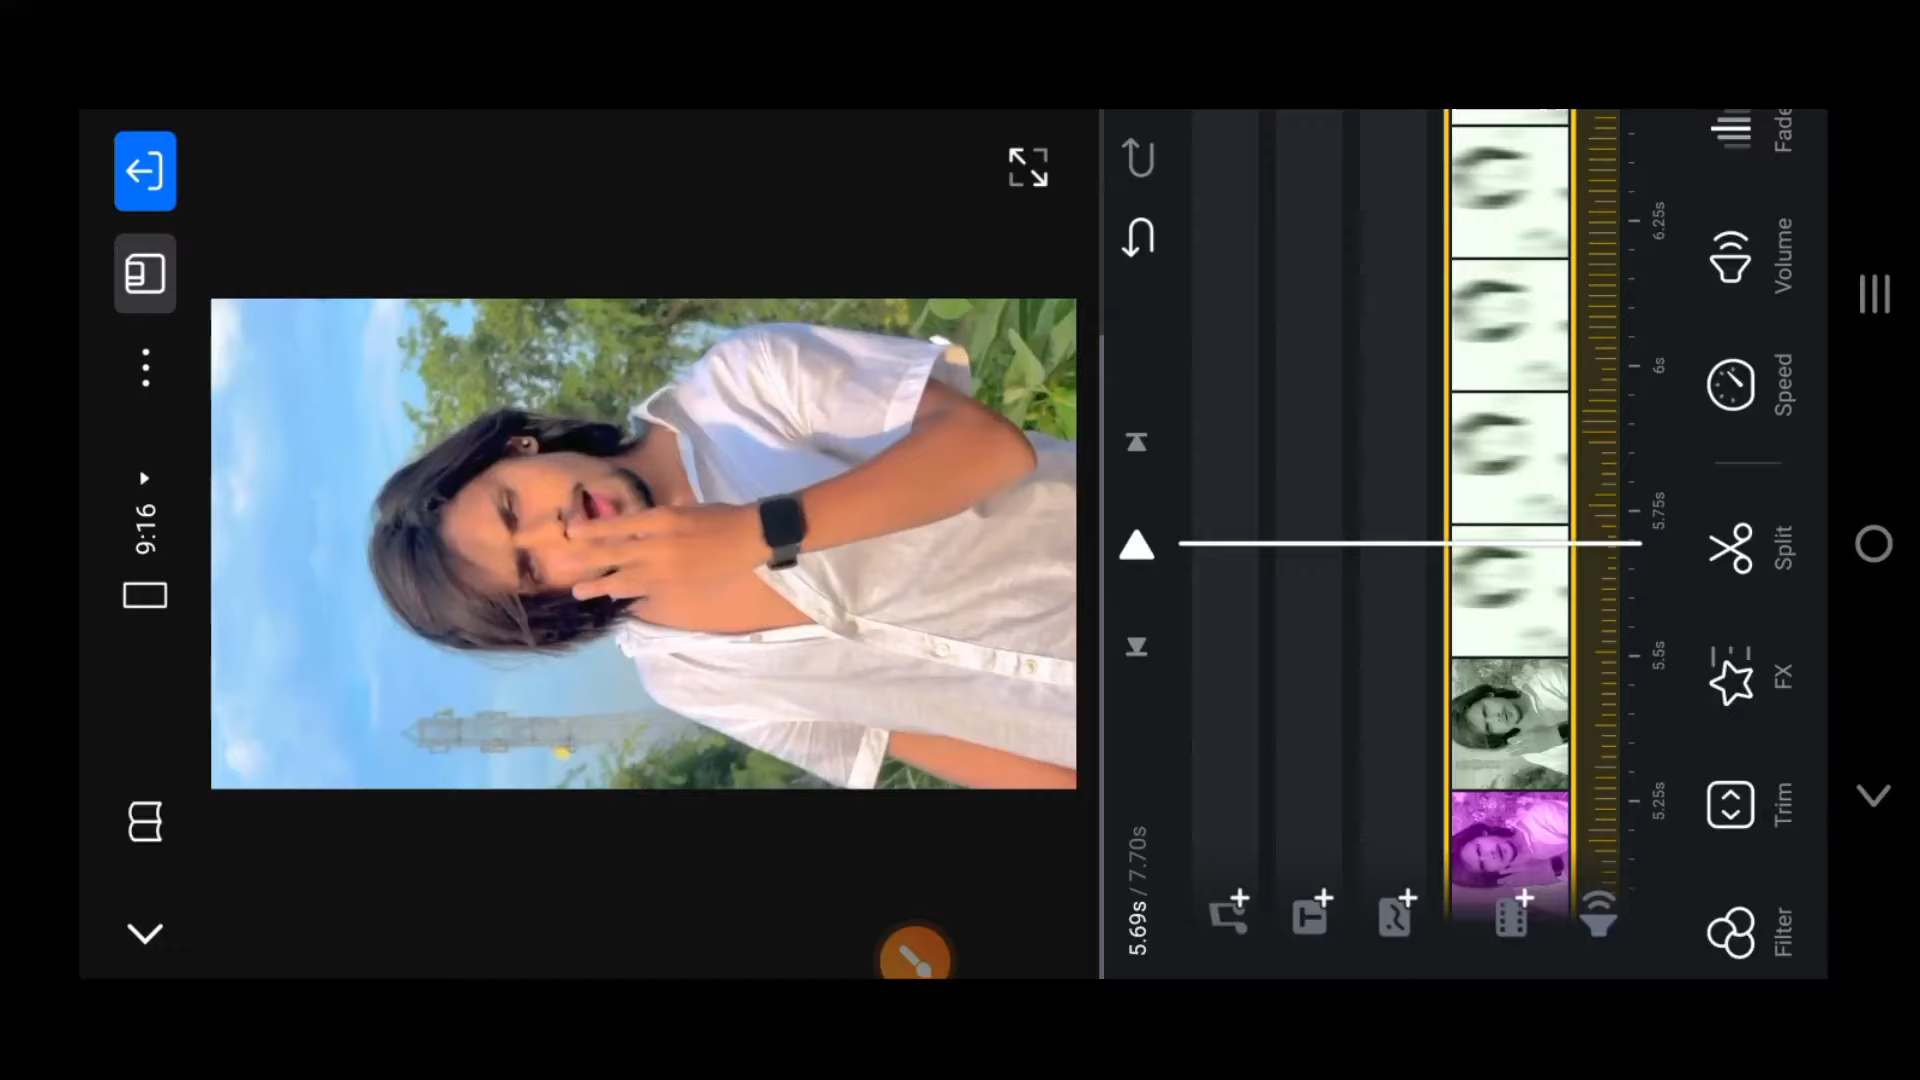 9:16
5.69s / 7.70s
5.25s
5.5s
5.75s
6s
6.25s
Filter
Trim
FX
Split
Speed
Volume
Fade